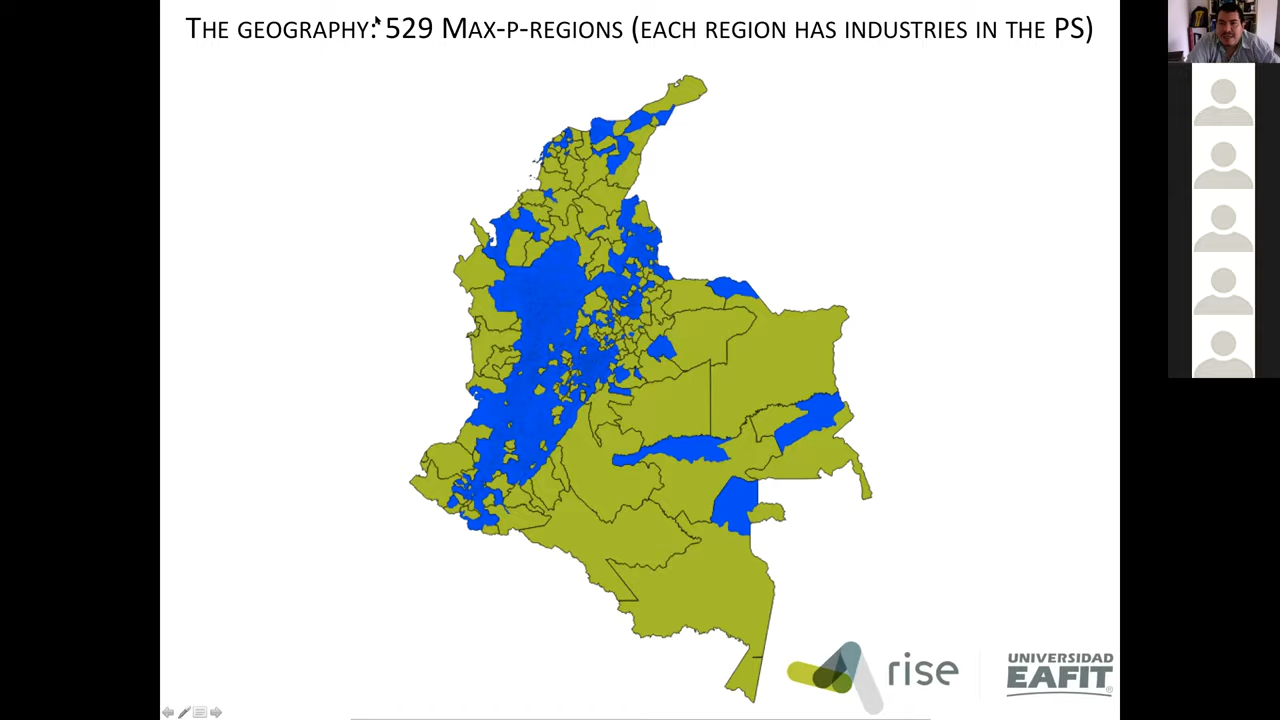 THE GEOGRAPHY: 529 MAX-P-REGIONS (EACH REGION HAS INDUSTRIES IN THE PS)
rise
UNIVERSIDAD
EAFIT